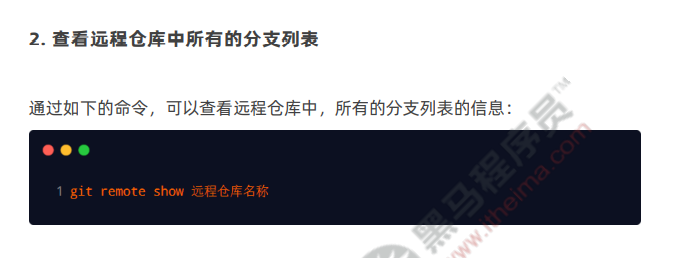 2. 查看远程仓库中所有的分支列表
通过如下的命令，可以查看远程仓库中，所有的分支列表的信息：
1 git remote show 远程仓库名称
黑马程序员™
www.itheima.com